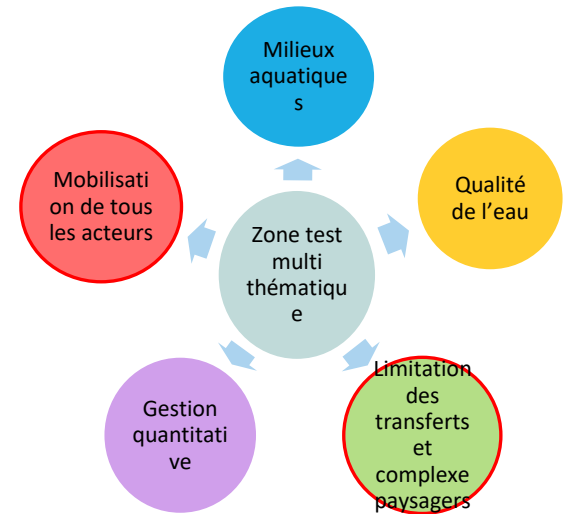 Milieux
aquatique
s
Mobilisati
on de tous
les acteurs
Qualité
de l'eau
Zone test
multi
thématiqu
e
Gestion
quantitati
ve
Limitation
des
transferts
et
complexe
paysagers